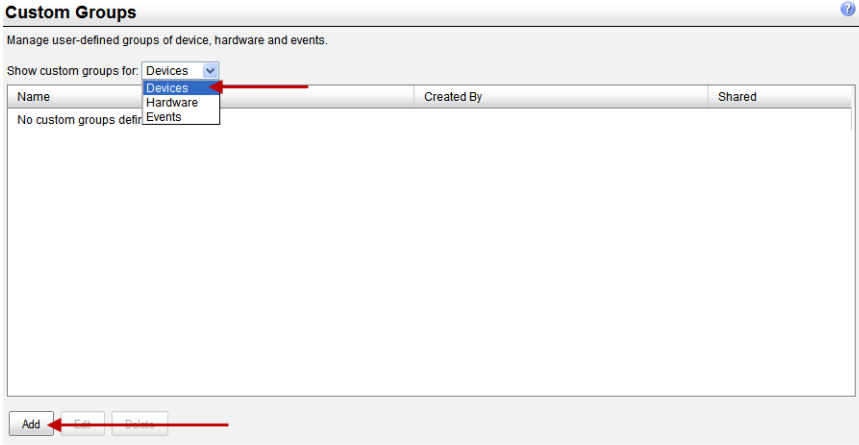 Custom Groups
?
Manage user-defined groups of device, hardware and events.
Show custom groups for: Devices
Devices
Hardware
Events
Name Created By Shared
No custom groups defin
Add Edit Delete